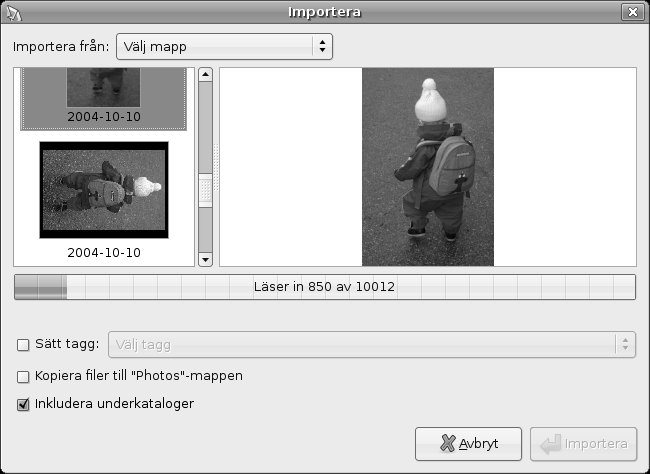 Importera
Importera från: Välj mapp
2004-10-10
2004-10-10
Läser in 850 av 10012
Sätt tagg: Välj tagg
Kopiera filer till "Photos"-mappen
Inkludera underkataloger
Avbryt Importera